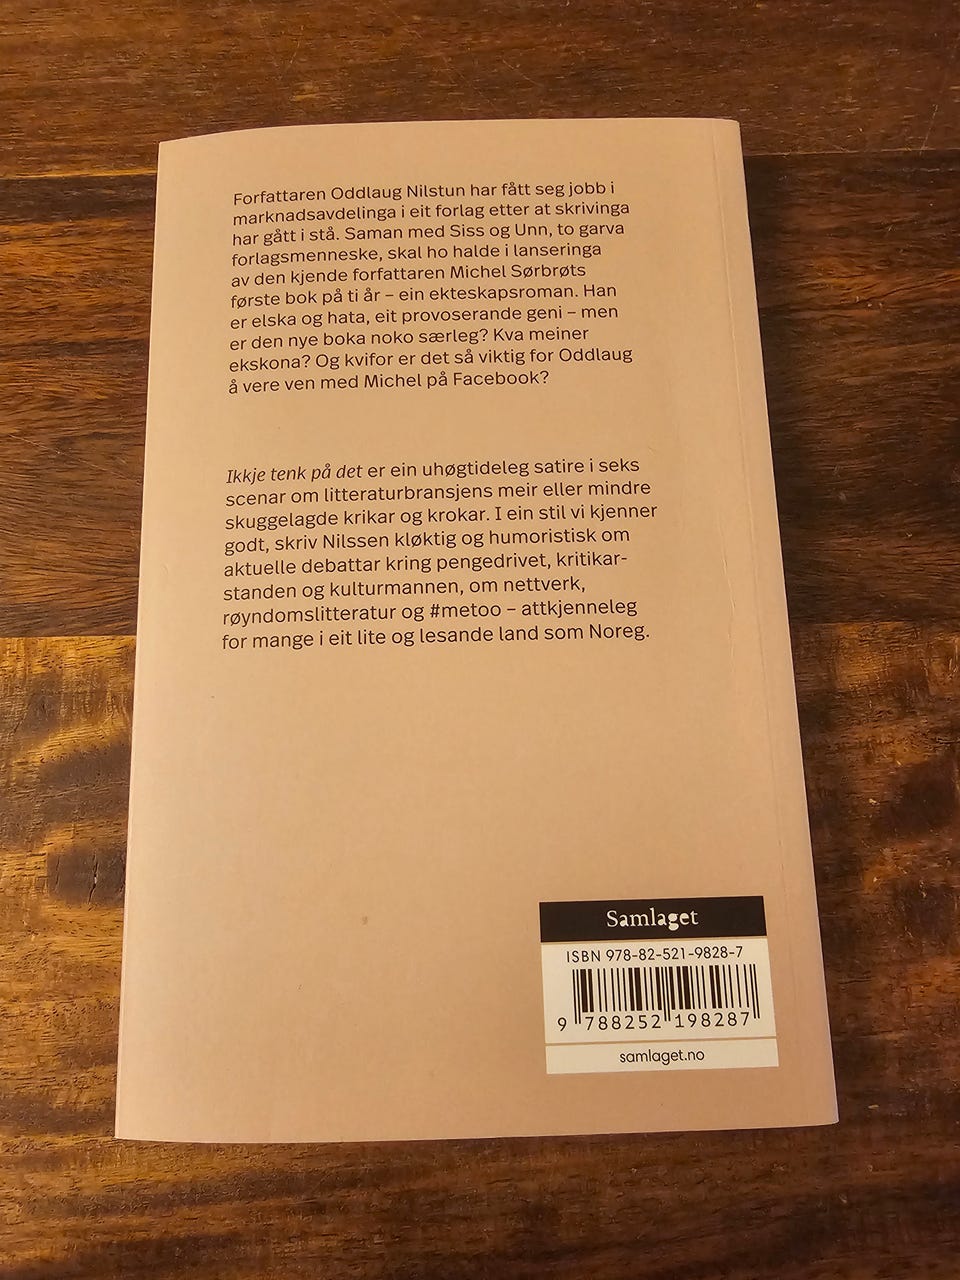 Forfattaren Oddlaug Nilstun har fått seg jobb i
marknadsavdelinga i eit forlag etter at skrivinga
har gått i stå. Saman med Siss og Unn, to garva
forlagsmenneske, skal ho halde i lanseringa
av den kjende forfattaren Michel Sørbrøts
første bok på ti år – ein ekteskapsroman. Han
er elska og hata, eit provoserande geni – men
er den nye boka noko særleg? Kva meiner
ekskona? Og kvifor er det så viktig for Oddlaug
å vere ven med Michel på Facebook?
Ikkje tenk på det er ein uhøgtideleg satire i seks
scenar om litteraturbransjens meir eller mindre
skuggelagde krikar og krokar. I ein stil vi kjenner
godt, skriv Nilssen kløktig og humoristisk om
aktuelle debattar kring pengedrivet, kritikar-
standen og kulturmannen, om nettverk,
røyndomslitteratur og #metoo – attkjenneleg
for mange i eit lite og lesande land som Noreg.
Samlaget
ISBN 978-82-521-9828-7
9 788252 198287
samlaget.no